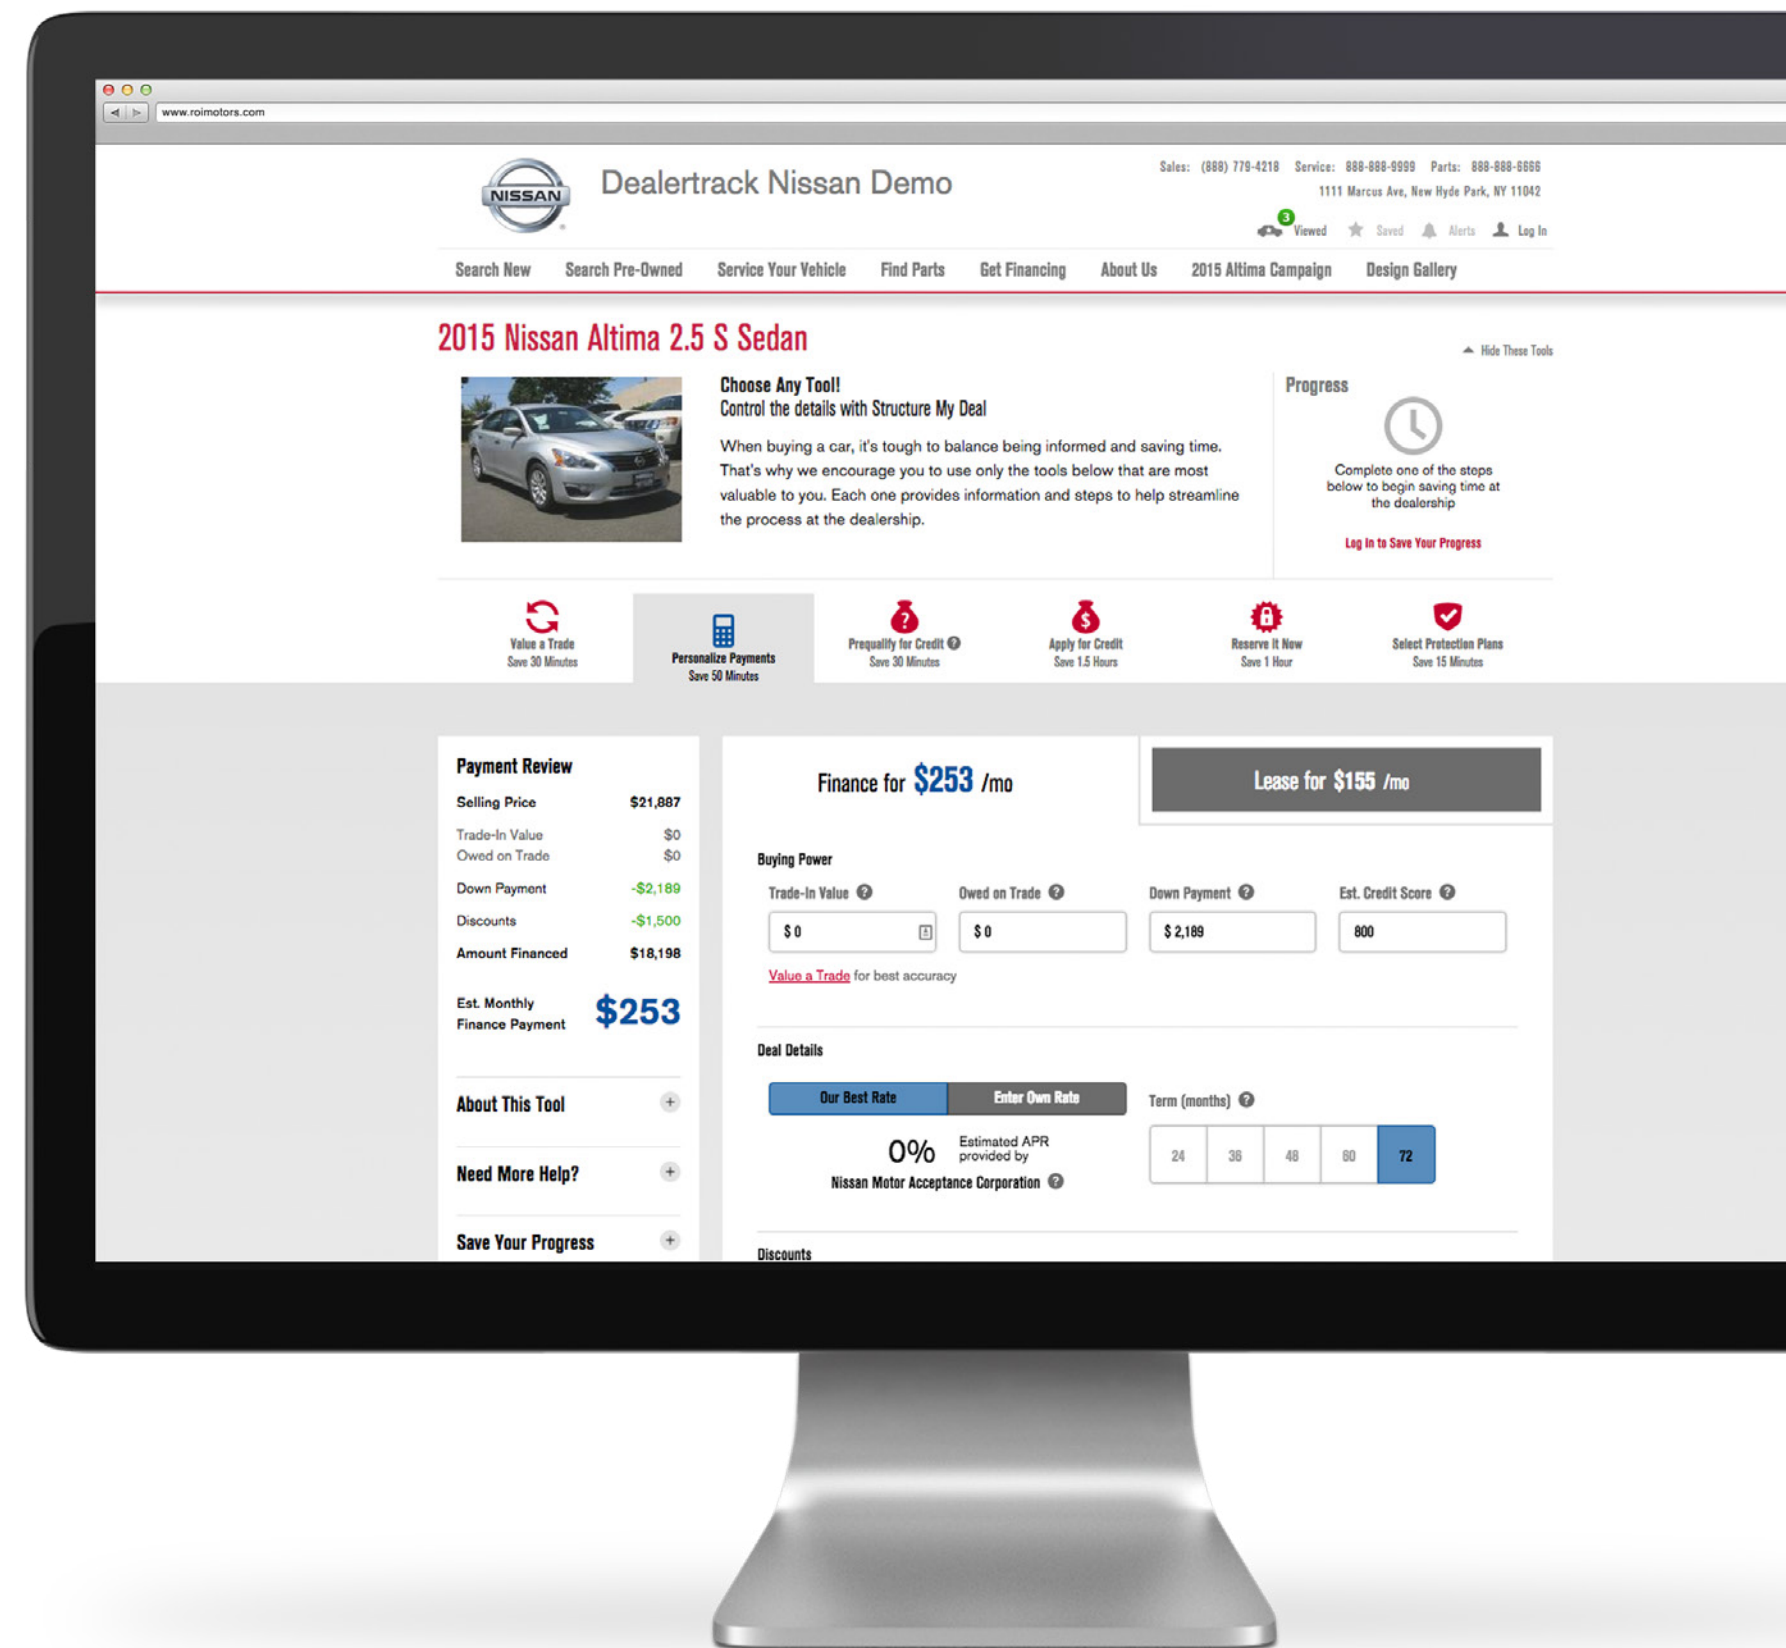 www.roimotors.com
NISSAN
Dealertrack Nissan Demo
Sales: (888) 779-4218 Service: 888-888-9999 Parts: 888-888-6666
1111 Marcus Ave, New Hyde Park, NY 11042
3
Viewed Saved Alerts Log In
Search New Search Pre-Owned Service Your Vehicle Find Parts Get Financing About Us 2015 Altima Campaign Design Gallery
2015 Nissan Altima 2.5 S Sedan
Hide These Tools
Choose Any Tool!
Control the details with Structure My Deal
When buying a car, it's tough to balance being informed and saving time.
That's why we encourage you to use only the tools below that are most
valuable to you. Each one provides information and steps to help streamline
the process at the dealership.
Progress
Complete one of the steps
below to begin saving time at
the dealership
Log In to Save Your Progress
Value a Trade
Save 30 Minutes
Personalize Payments
Save 50 Minutes
?
Prequalify for Credit ?
Save 30 Minutes
$
Apply for Credit
Save 1.5 Hours
Reserve It Now
Save 1 Hour
Select Protection Plans
Save 15 Minutes
Payment Review
Selling Price $21,887
Trade-In Value $0
Owed on Trade $0
Down Payment -$2,189
Discounts -$1,500
Amount Financed $18,198
Est. Monthly
Finance Payment $253
About This Tool +
Need More Help? +
Save Your Progress +
Finance for $253 /mo
Lease for $155 /mo
Buying Power
Trade-In Value ? Owed on Trade ? Down Payment ? Est. Credit Score ?
$ 0 $ 0 $ 2,189 800
Value a Trade for best accuracy
Deal Details
Our Best Rate Enter Own Rate
Term (months) ?
0% Estimated APR
provided by
Nissan Motor Acceptance Corporation ?
24 36 48 60 72
Discounts